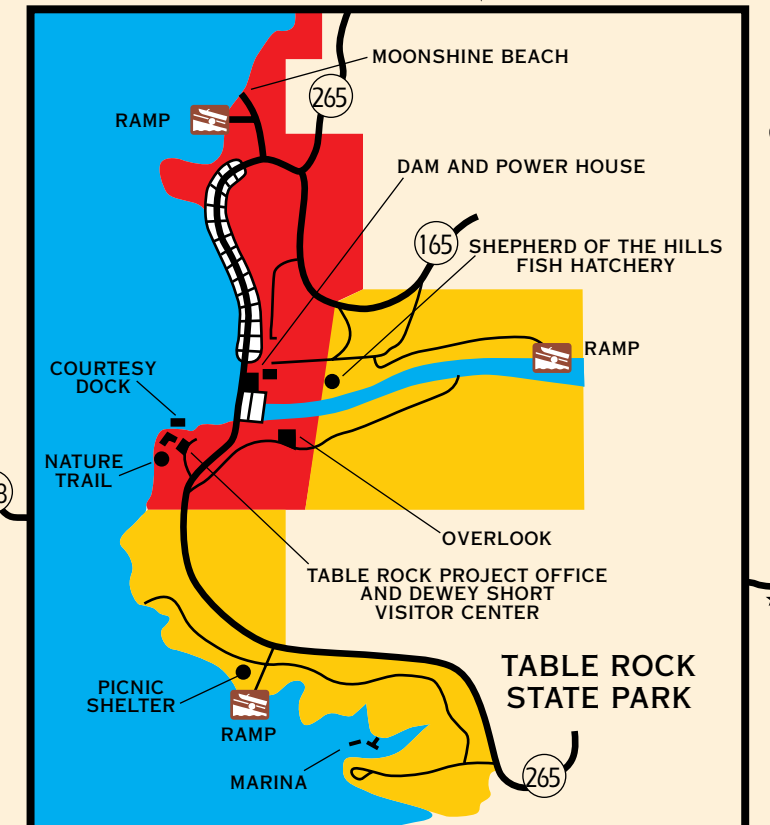 MOONSHINE BEACH
265
RAMP
DAM AND POWER HOUSE
165
SHEPHERD OF THE HILLS
FISH HATCHERY
RAMP
COURTESY
DOCK
NATURE
TRAIL
OVERLOOK
TABLE ROCK PROJECT OFFICE
AND DEWEY SHORT
VISITOR CENTER
TABLE ROCK
STATE PARK
PICNIC
SHELTER
RAMP
MARINA
265